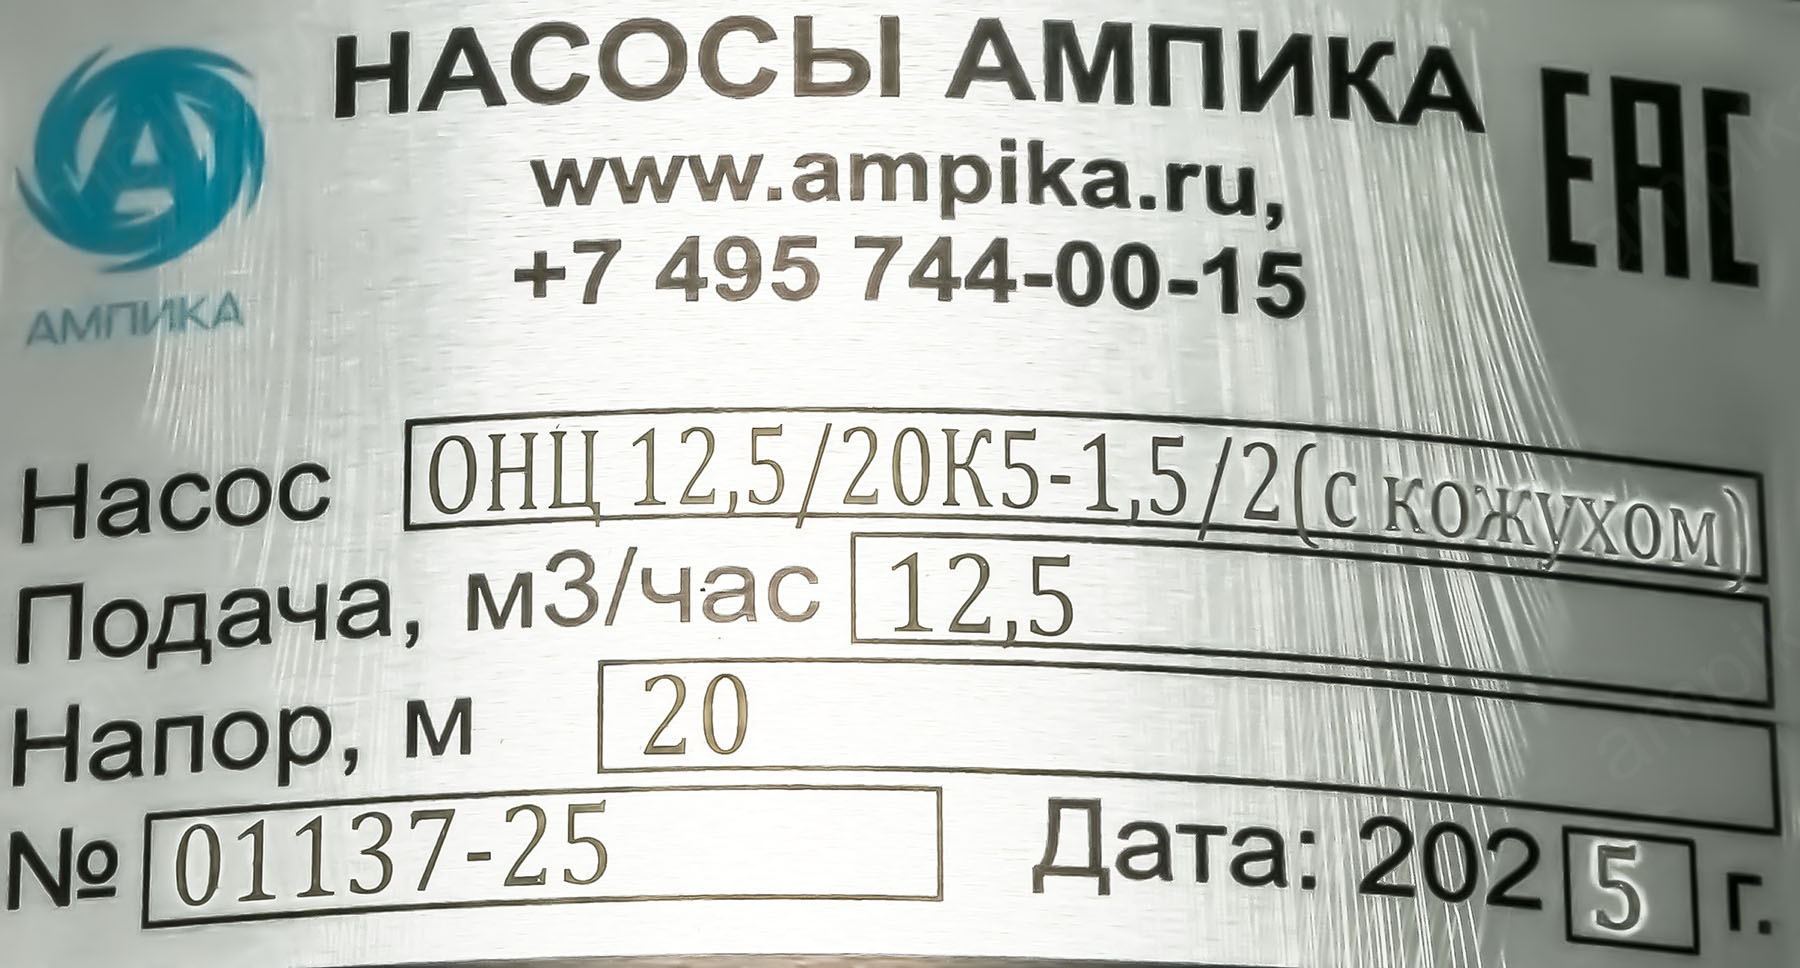 НАСОСЫ АМПИКА
www.ampika.ru,
+7 495 744-00-15
EAC
АМПИКА
Насос ОНЦ 12,5/20К5-1,5/2(с кожухом)
Подача, м3/час 12,5
Напор, м 20
№ 01137-25 Дата: 2025 г.